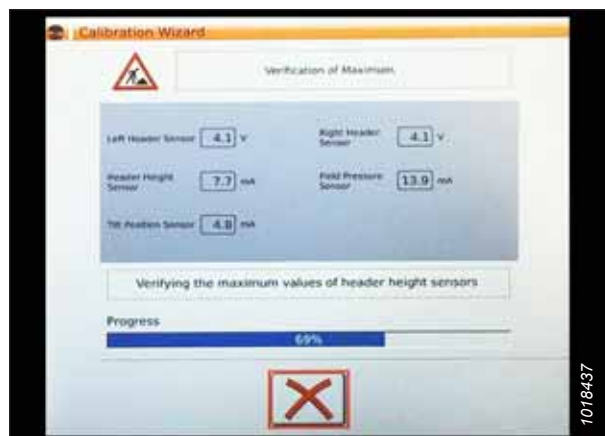 Calibration Wizard
Verification of Maximum
Left Header Sensor 4.1 V
Right Header Sensor 4.1 V
Header Height Sensor 7.7 mA
Field Pressure Sensor 13.9 mA
Tilt Position Sensor 4.8 mA
Verifying the maximum values of header height sensors
Progress
69%
1018437